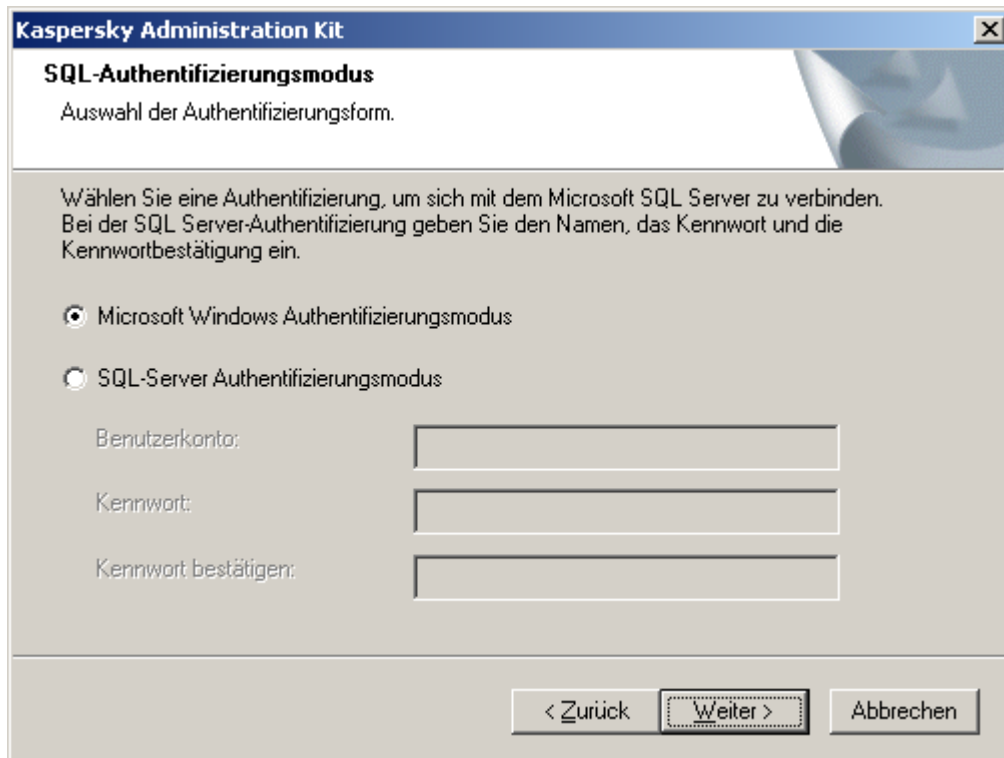 Kaspersky Administration Kit
SQL-Authentifizierungsmodus
Auswahl der Authentifizierungsform.
Wählen Sie eine Authentifizierung, um sich mit dem Microsoft SQL Server zu verbinden.
Bei der SQL Server-Authentifizierung geben Sie den Namen, das Kennwort und die
Kennwortbestätigung ein.
Microsoft Windows Authentifizierungsmodus
SQL-Server Authentifizierungsmodus
Benutzerkonto:
Kennwort:
Kennwort bestätigen:
< Zurück Weiter > Abbrechen